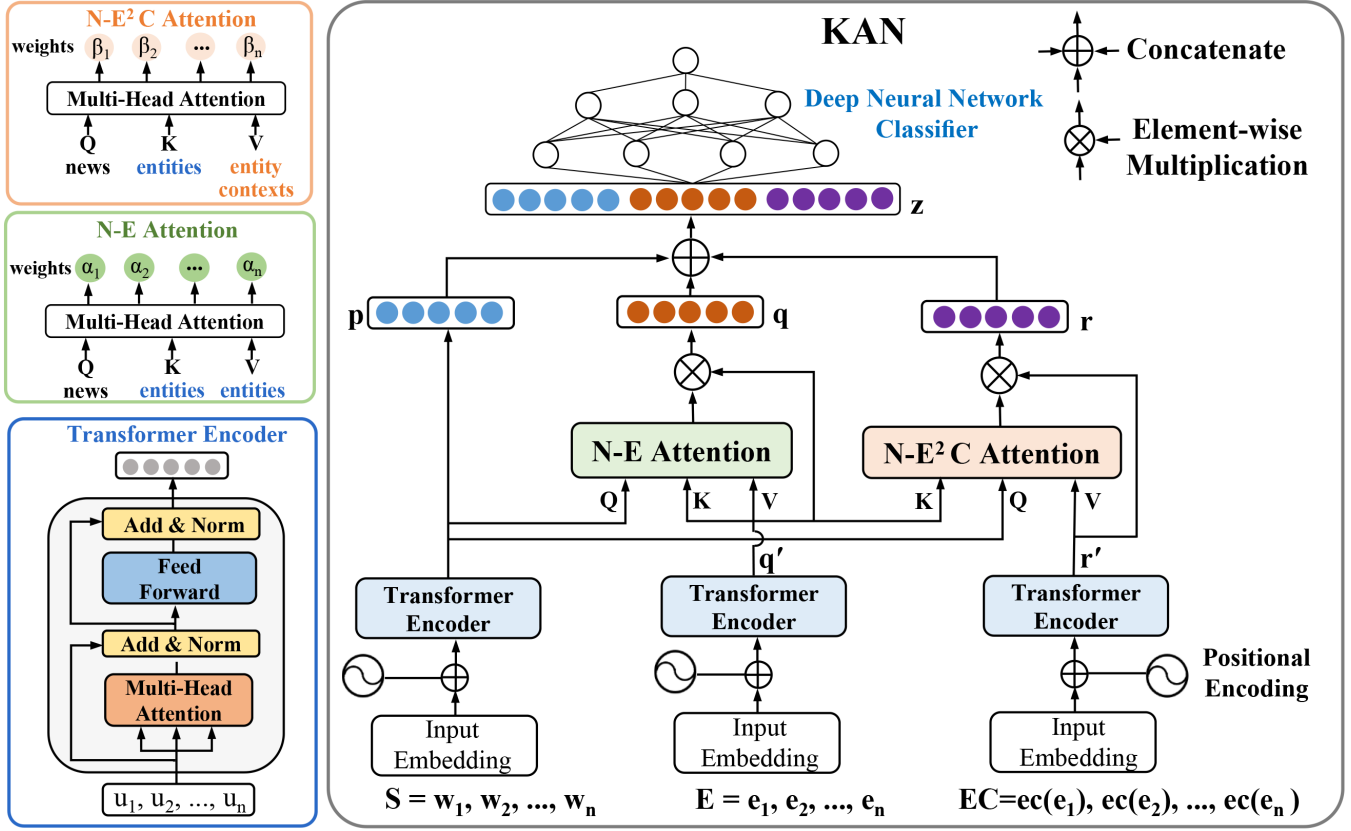 N-E² C Attention
weights β₁ β₂ ... βₙ
Multi-Head Attention
Q K V
news entities entity
contexts
N-E Attention
weights α₁ α₂ ... αₙ
Multi-Head Attention
Q K V
news entities entities
Transformer Encoder
Add & Norm
Feed
Forward
Add & Norm
Multi-Head
Attention
u₁, u₂, ..., uₙ
KAN
Concatenate
Element-wise
Multiplication
Deep Neural Network
Classifier
z
p
q
r
N-E Attention
N-E² C Attention
Q K V
K Q V
q′
r′
Transformer
Encoder
Transformer
Encoder
Transformer
Encoder
Positional
Encoding
Input
Embedding
Input
Embedding
Input
Embedding
S = w₁, w₂, ..., wₙ
E = e₁, e₂, ..., eₙ
EC=ec(e₁), ec(e₂), ..., ec(eₙ )